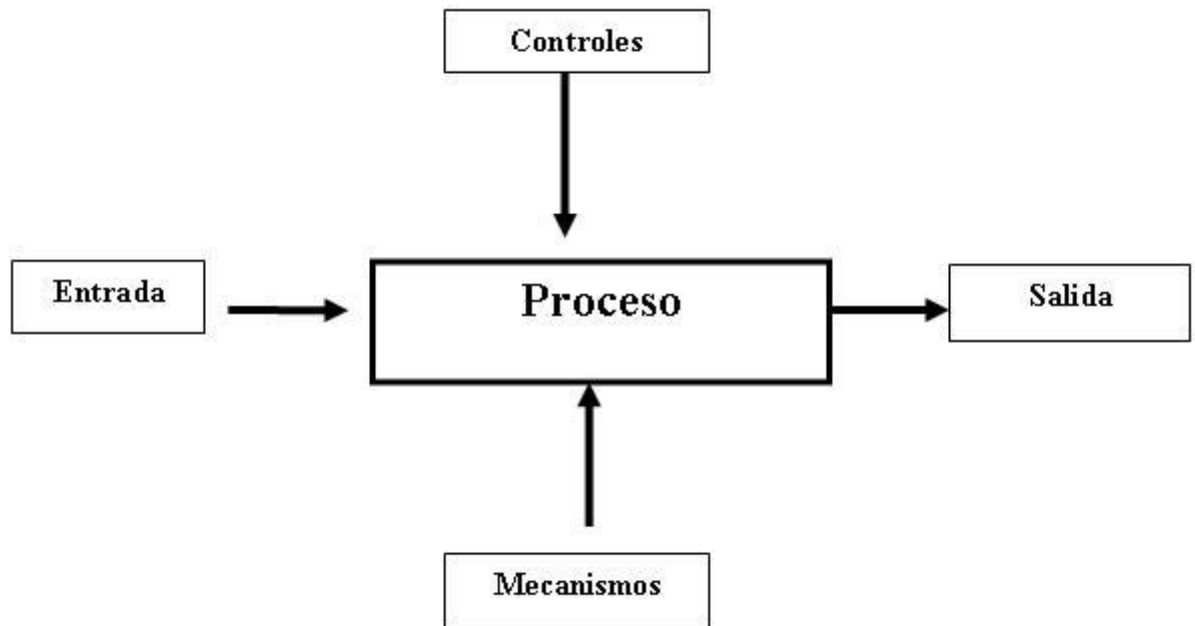 Controles
Entrada
Proceso
Salida
Mecanismos